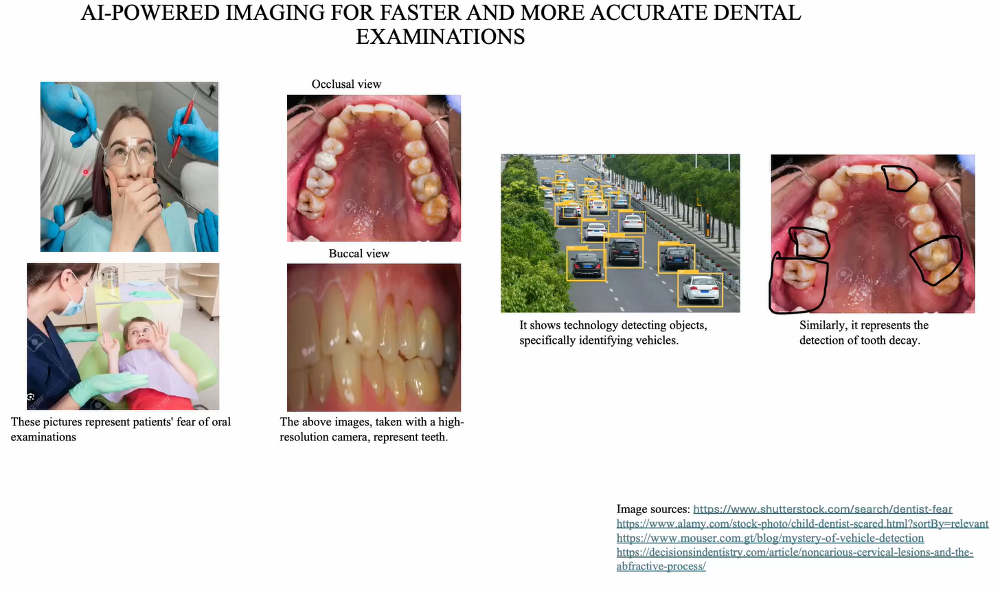 AI-POWERED IMAGING FOR FASTER AND MORE ACCURATE DENTAL
EXAMINATIONS
Occlusal view
Buccal view
These pictures represent patients' fear of oral
examinations
The above images, taken with a high-
resolution camera, represent teeth.
It shows technology detecting objects,
specifically identifying vehicles.
Similarly, it represents the
detection of tooth decay.
Image sources: https://www.shutterstock.com/search/dentist-fear
https://www.alamy.com/stock-photo/child-dentist-scared.html?sortBy=relevant
https://www.mouser.com.gt/blog/mystery-of-vehicle-detection
https://decisionsindentistry.com/article/noncarious-cervical-lesions-and-the-
abfractive-process/
123RF
123RF
123RF